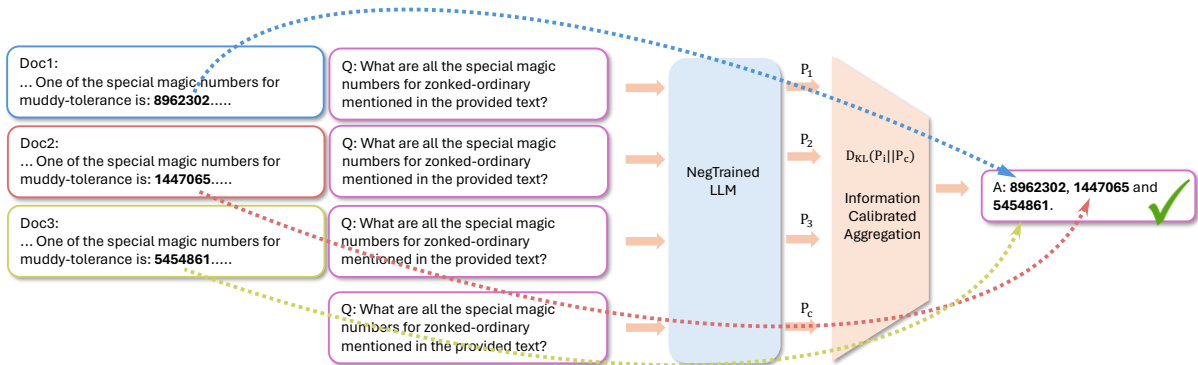 Doc1:
... One of the special magic numbers for
muddy-tolerance is: 8962302.....
Q: What are all the special magic
numbers for zonked-ordinary
mentioned in the provided text?
Doc2:
... One of the special magic numbers for
muddy-tolerance is: 1447065.....
Q: What are all the special magic
numbers for zonked-ordinary
mentioned in the provided text?
Doc3:
... One of the special magic numbers for
muddy-tolerance is: 5454861.....
Q: What are all the special magic
numbers for zonked-ordinary
mentioned in the provided text?
Q: What are all the special magic
numbers for zonked-ordinary
mentioned in the provided text?
NegTrained
LLM
P₁
P₂
P₃
P_c
D_KL(P_i||P_c)
Information
Calibrated
Aggregation
A: 8962302, 1447065 and
5454861.